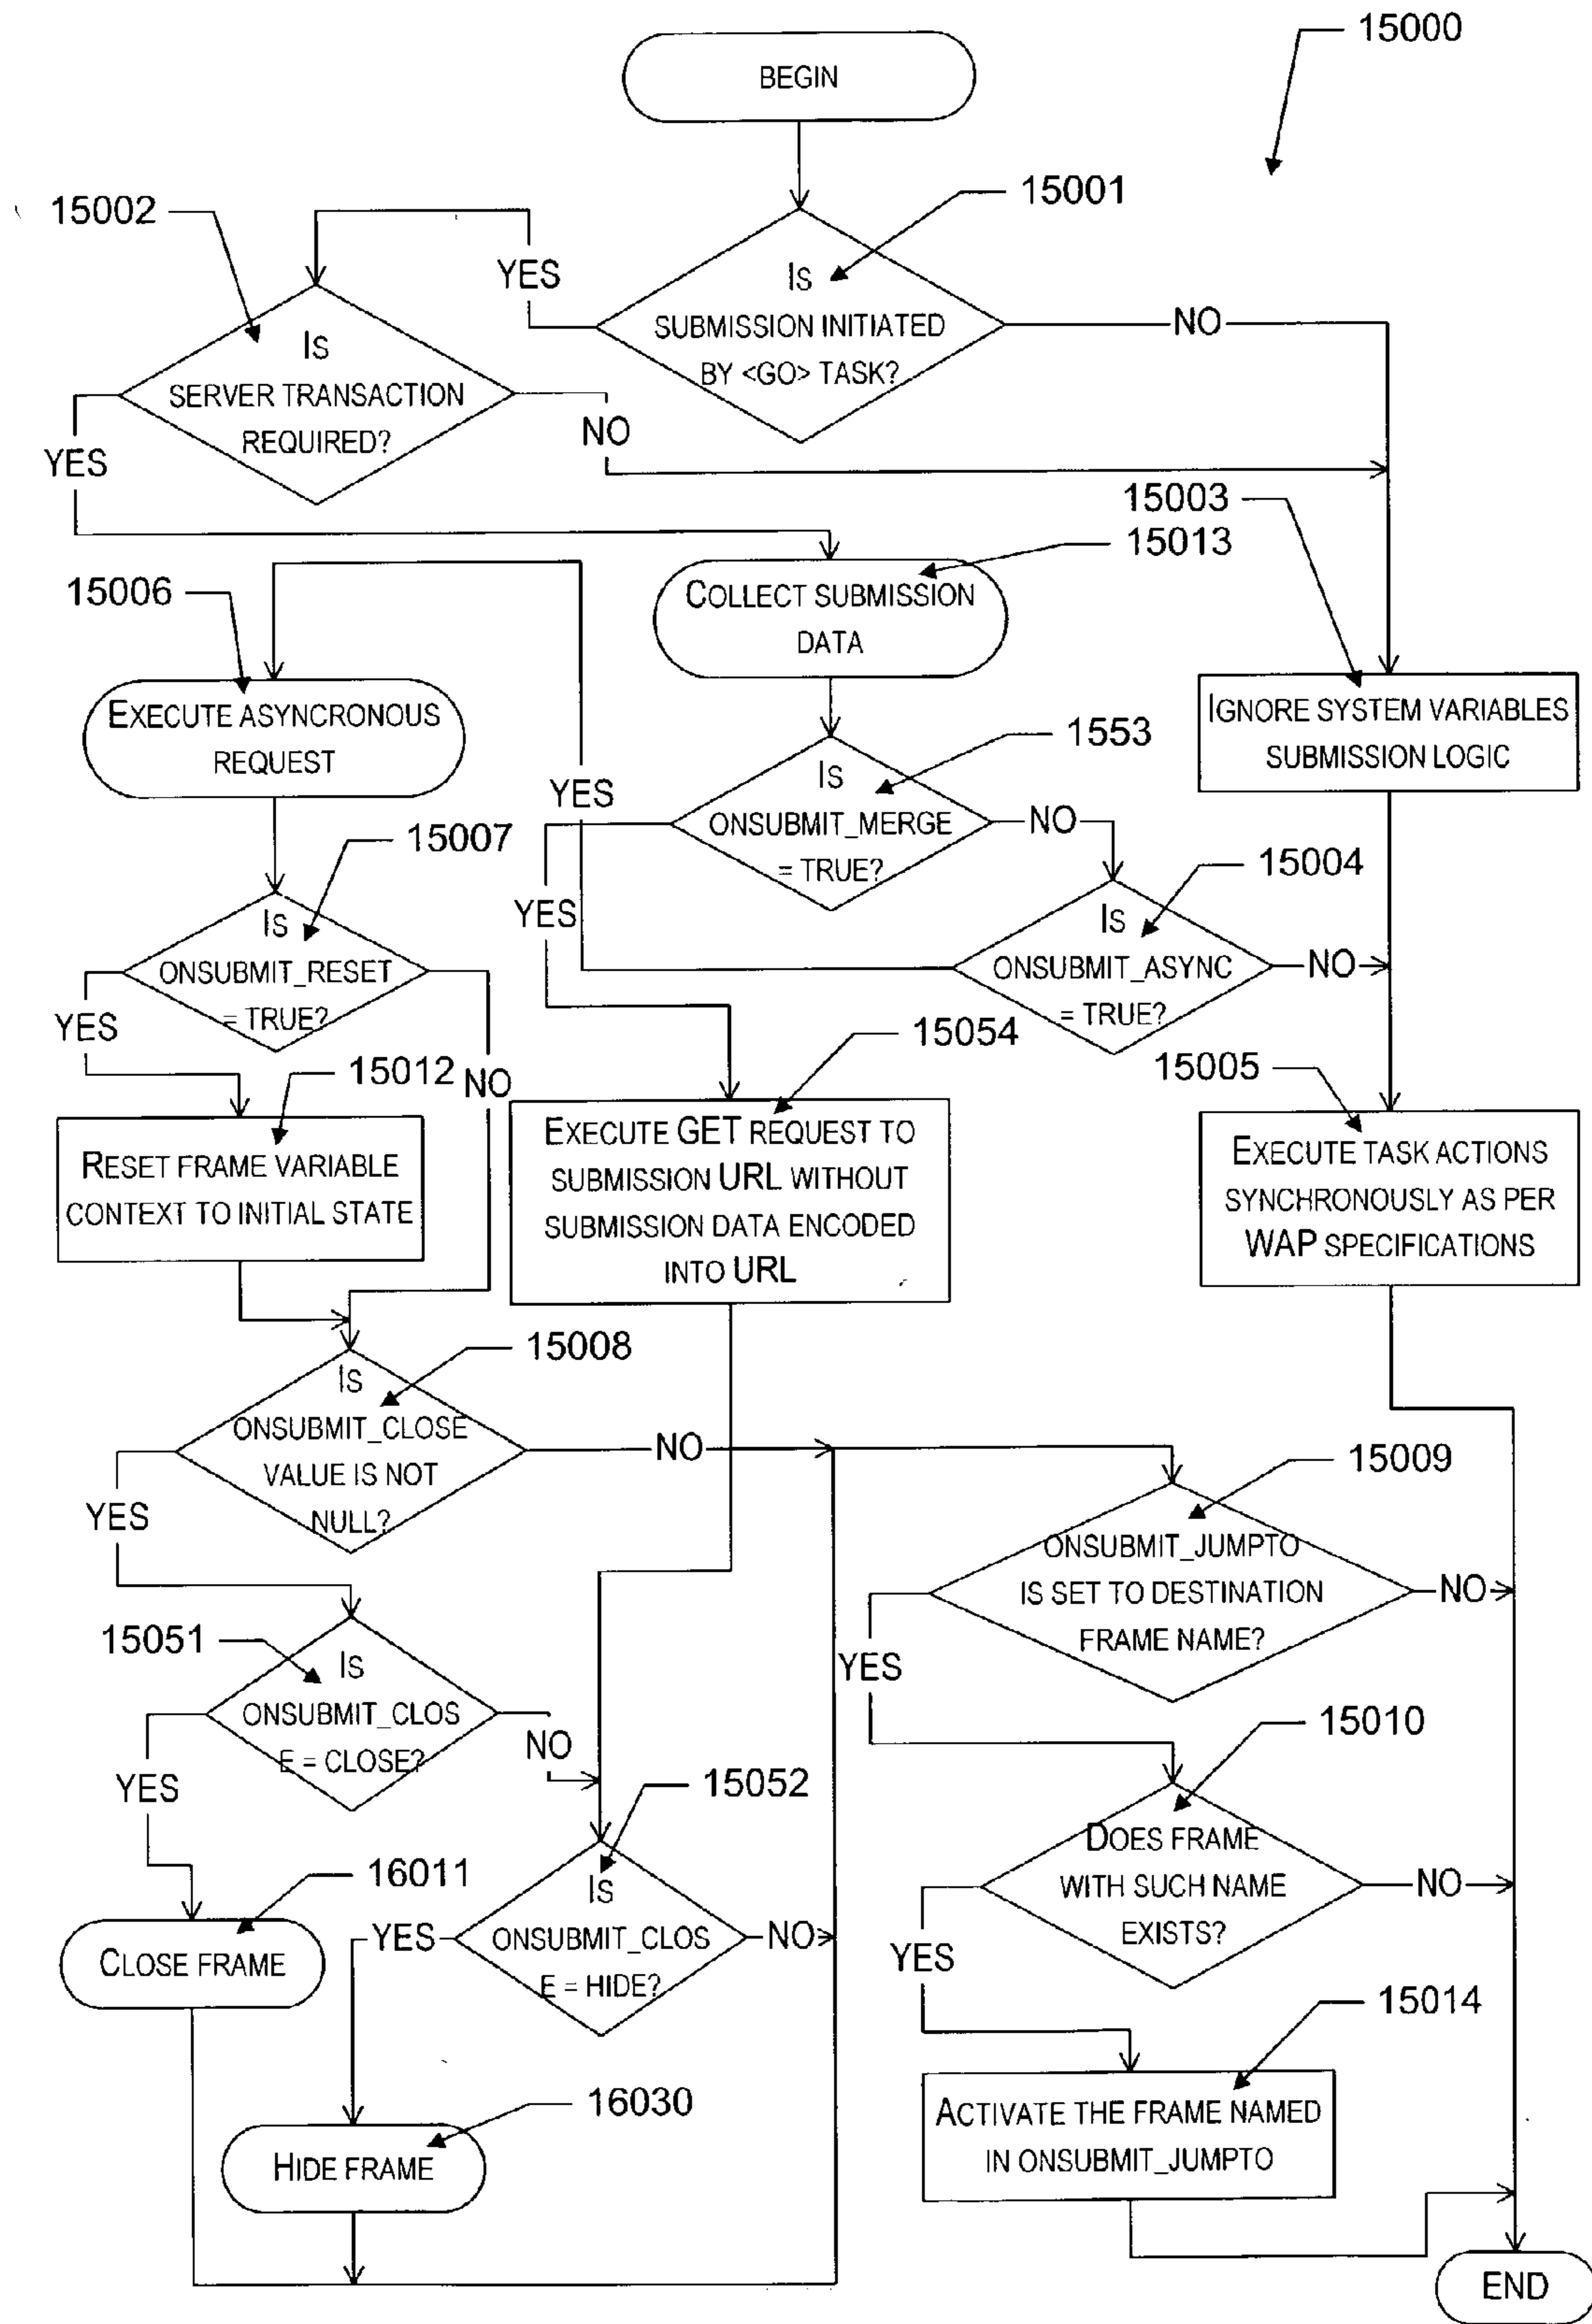 15000
BEGIN
15001
15002
YES
Is
SUBMISSION INITIATED
BY <GO> TASK?
NO
Is
SERVER TRANSACTION
REQUIRED?
NO
YES
15003
15013
15006
COLLECT SUBMISSION
DATA
EXECUTE ASYNCRONOUS
REQUEST
IGNORE SYSTEM VARIABLES
SUBMISSION LOGIC
1553
YES
Is
ONSUBMIT_MERGE
= TRUE?
NO
15007
15004
YES
Is
ONSUBMIT_RESET
= TRUE?
Is
ONSUBMIT_ASYNC
= TRUE?
NO
YES
15054
15012
NO
15005
RESET FRAME VARIABLE
CONTEXT TO INITIAL STATE
EXECUTE GET REQUEST TO
SUBMISSION URL WITHOUT
SUBMISSION DATA ENCODED
INTO URL
EXECUTE TASK ACTIONS
SYNCHRONOUSLY AS PER
WAP SPECIFICATIONS
15008
Is
ONSUBMIT_CLOSE
VALUE IS NOT
NULL?
NO
YES
15009
ONSUBMIT_JUMPTO
IS SET TO DESTINATION
FRAME NAME?
NO
YES
15051
Is
ONSUBMIT_CLOS
E = CLOSE?
NO
YES
15010
DOES FRAME
WITH SUCH NAME
EXISTS?
NO
YES
15052
Is
ONSUBMIT_CLOS
E = HIDE?
YES
NO
16011
CLOSE FRAME
15014
ACTIVATE THE FRAME NAMED
IN ONSUBMIT_JUMPTO
16030
HIDE FRAME
END